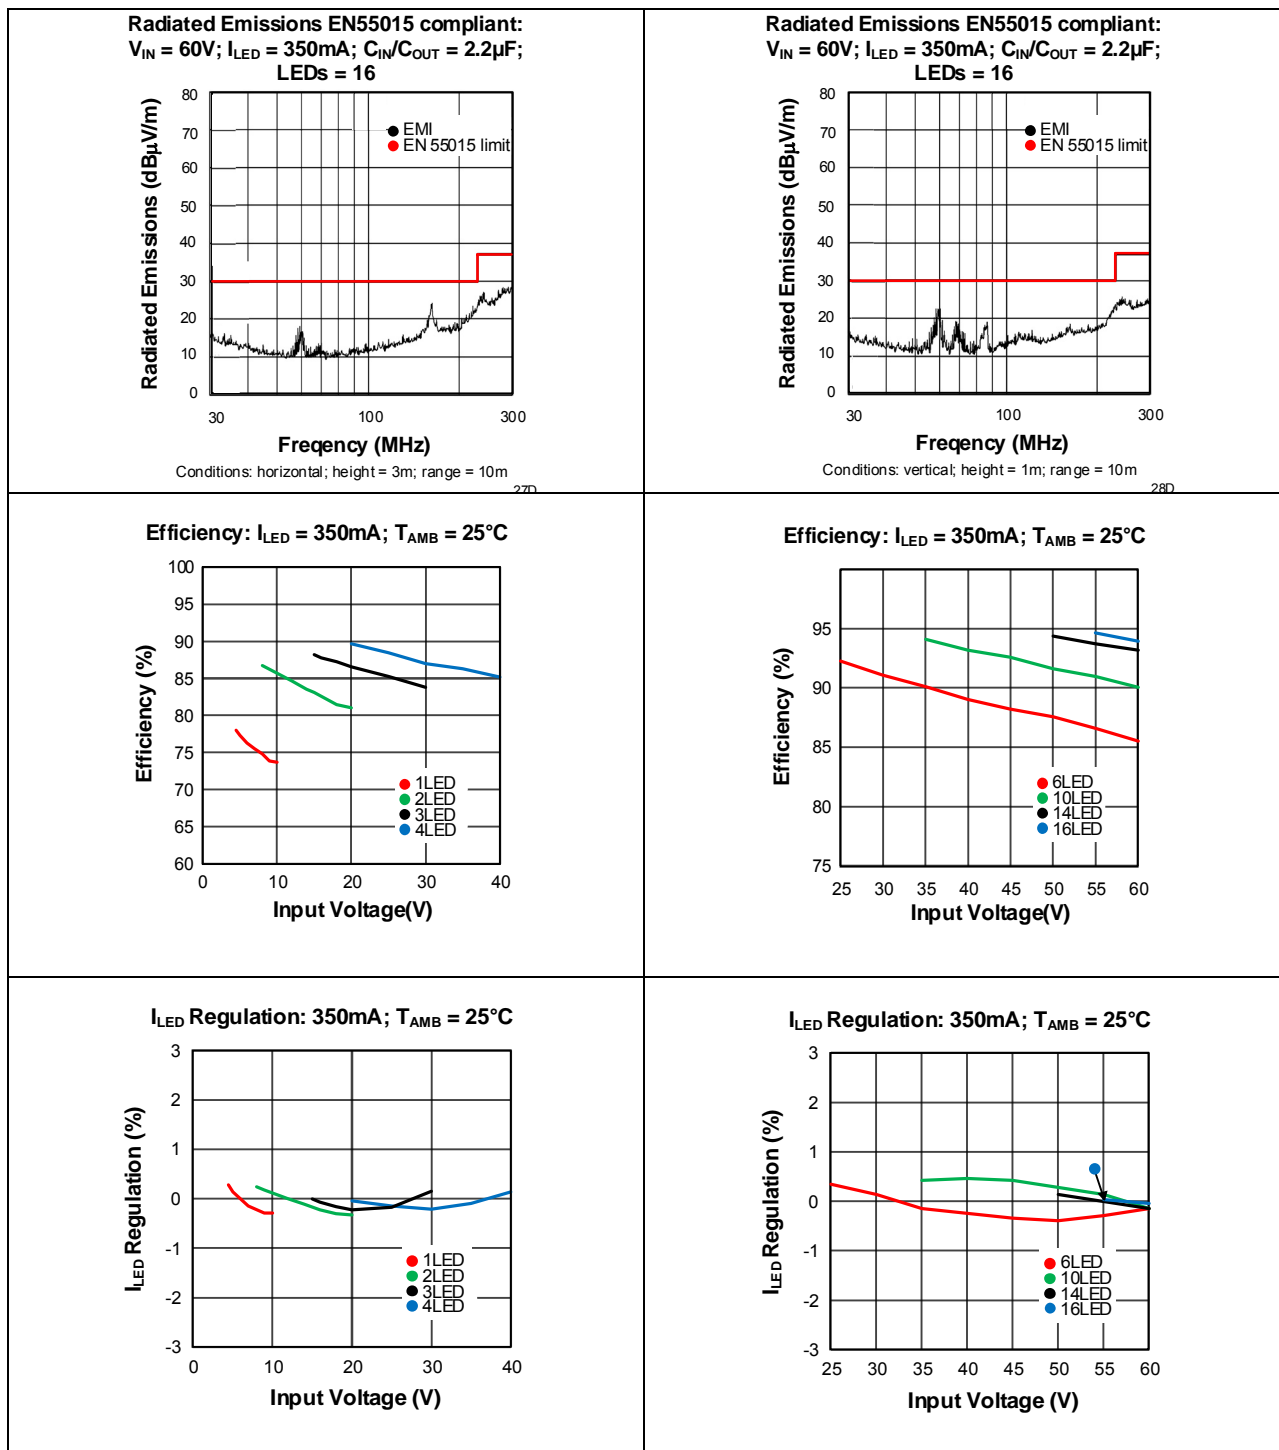 Radiated Emissions EN55015 compliant:
VIN = 60V; ILED = 350mA; CIN/COUT = 2.2µF;
LEDs = 16
Radiated Emissions (dBµV/m)
80
70
60
50
40
30
20
10
0
EMI
EN 55015 limit
30
100
300
Freqency (MHz)
Conditions: horizontal; height = 3m; range = 10m
27D
Radiated Emissions EN55015 compliant:
VIN = 60V; ILED = 350mA; CIN/COUT = 2.2µF;
LEDs = 16
Radiated Emissions (dBµV/m)
80
70
60
50
40
30
20
10
0
EMI
EN 55015 limit
30
100
300
Freqency (MHz)
Conditions: vertical; height = 1m; range = 10m
28D
Efficiency: ILED = 350mA; TAMB = 25°C
Efficiency (%)
100
95
90
85
80
75
70
65
60
1LED
2LED
3LED
4LED
0
10
20
30
40
Input Voltage(V)
Efficiency: ILED = 350mA; TAMB = 25°C
Efficiency (%)
95
90
85
80
75
6LED
10LED
14LED
16LED
25
30
35
40
45
50
55
60
Input Voltage(V)
ILED Regulation: 350mA; TAMB = 25°C
ILED Regulation (%)
3
2
1
0
-1
-2
-3
1LED
2LED
3LED
4LED
0
10
20
30
40
Input Voltage (V)
ILED Regulation: 350mA; TAMB = 25°C
ILED Regulation (%)
3
2
1
0
-1
-2
-3
6LED
10LED
14LED
16LED
25
30
35
40
45
50
55
60
Input Voltage (V)